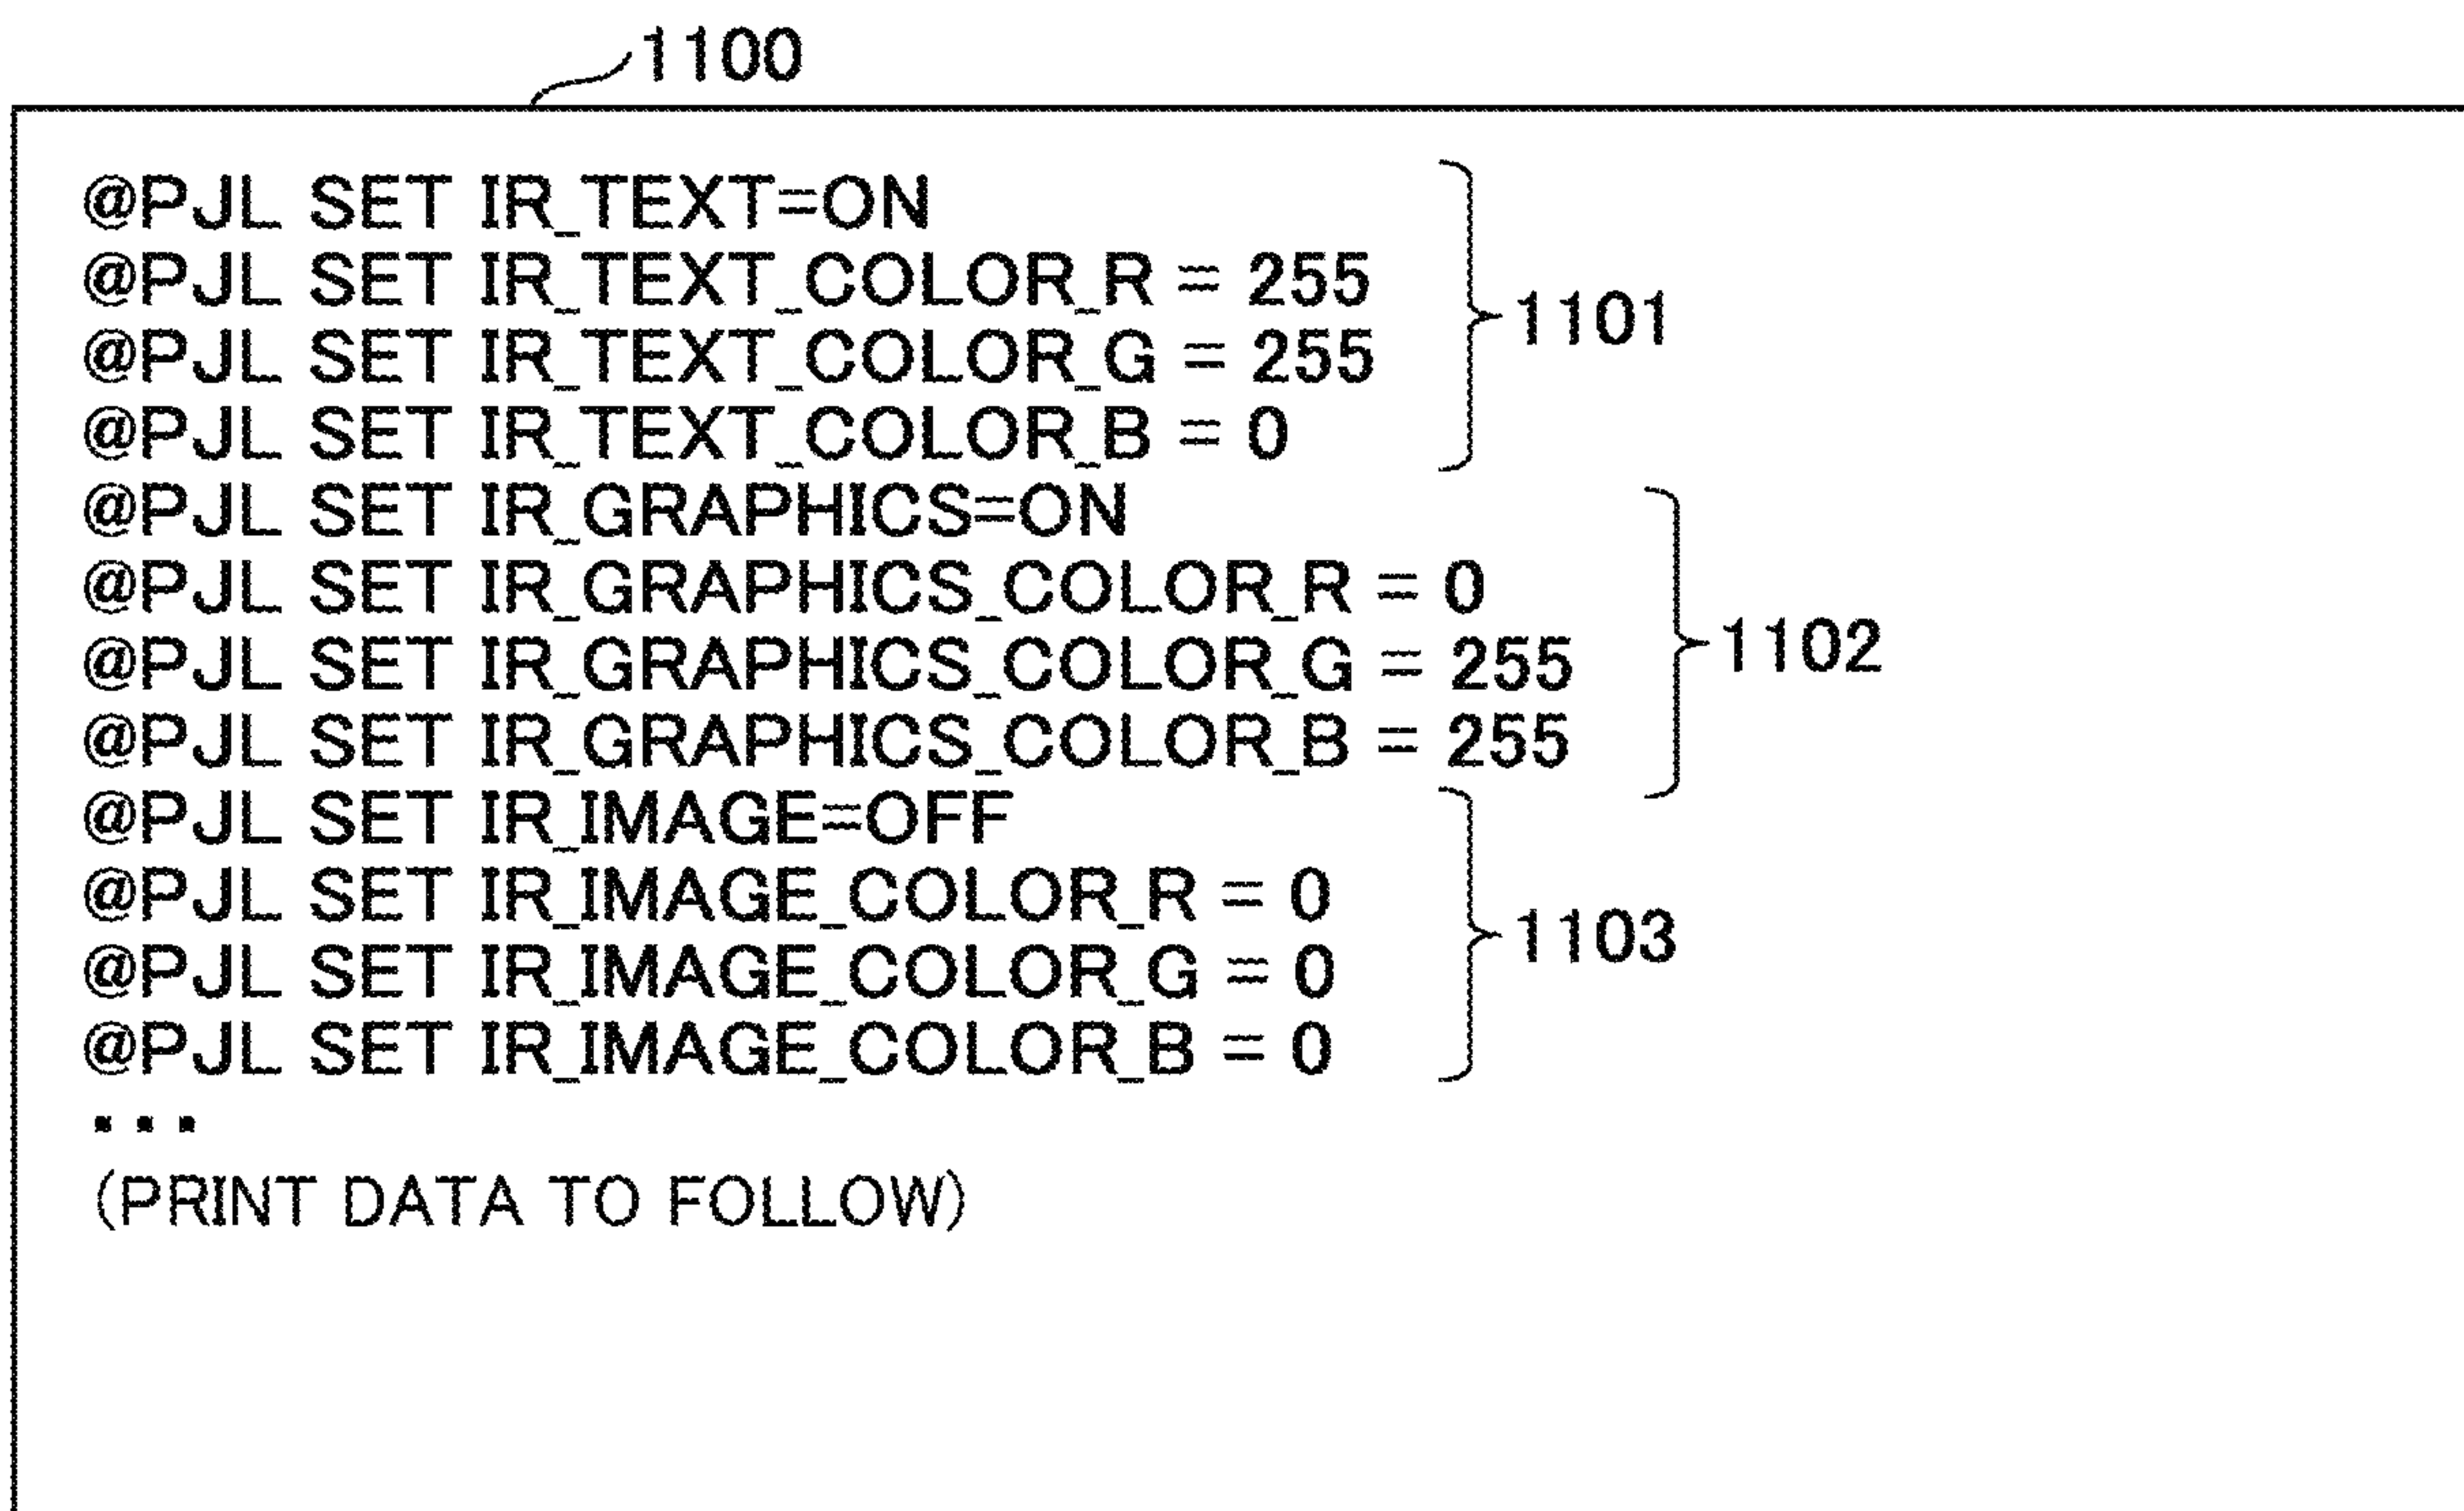 1100
@PJL SET IR_TEXT=ON
@PJL SET IR_TEXT_COLOR_R = 255
@PJL SET IR_TEXT_COLOR_G = 255
@PJL SET IR_TEXT_COLOR_B = 0
1101
@PJL SET IR_GRAPHICS=ON
@PJL SET IR_GRAPHICS_COLOR_R = 0
@PJL SET IR_GRAPHICS_COLOR_G = 255
@PJL SET IR_GRAPHICS_COLOR_B = 255
1102
@PJL SET IR_IMAGE=OFF
@PJL SET IR_IMAGE_COLOR_R = 0
@PJL SET IR_IMAGE_COLOR_G = 0
@PJL SET IR_IMAGE_COLOR_B = 0
1103
...
(PRINT DATA TO FOLLOW)